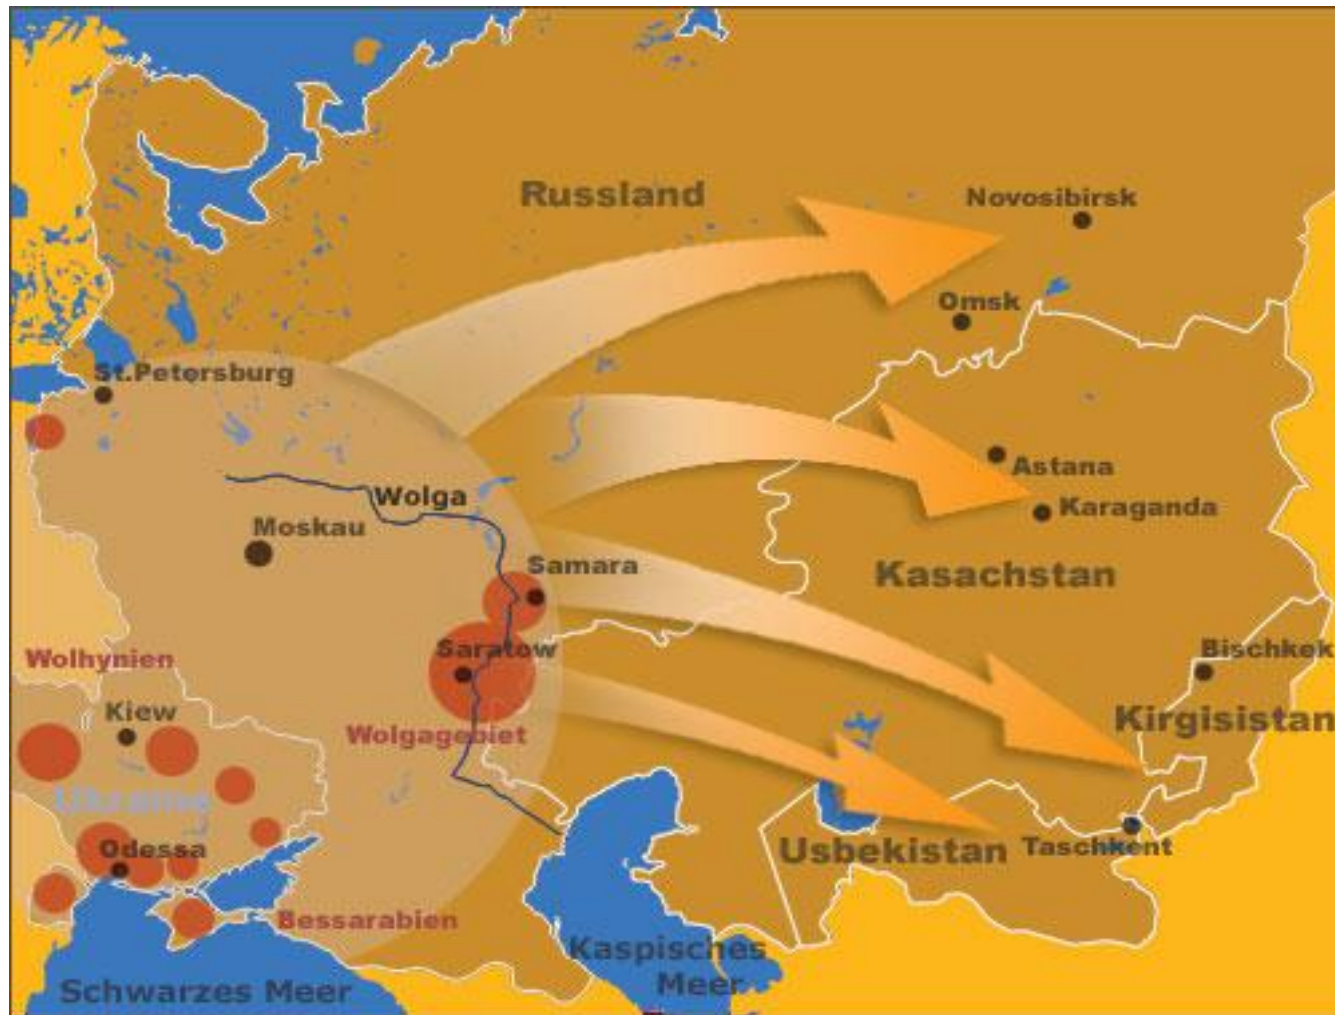 Russland
Novosibirsk
Omsk
St.Petersburg
Astana
Wolga
Karaganda
Moskau
Samara
Kasachstan
Saratow
Bischkek
Wolhynien
Kiew
Kirgisistan
Wolgagebiet
Ukraine
Odessa
Usbekistan
Taschkent
Bessarabien
Kaspisches
Meer
Schwarzes Meer